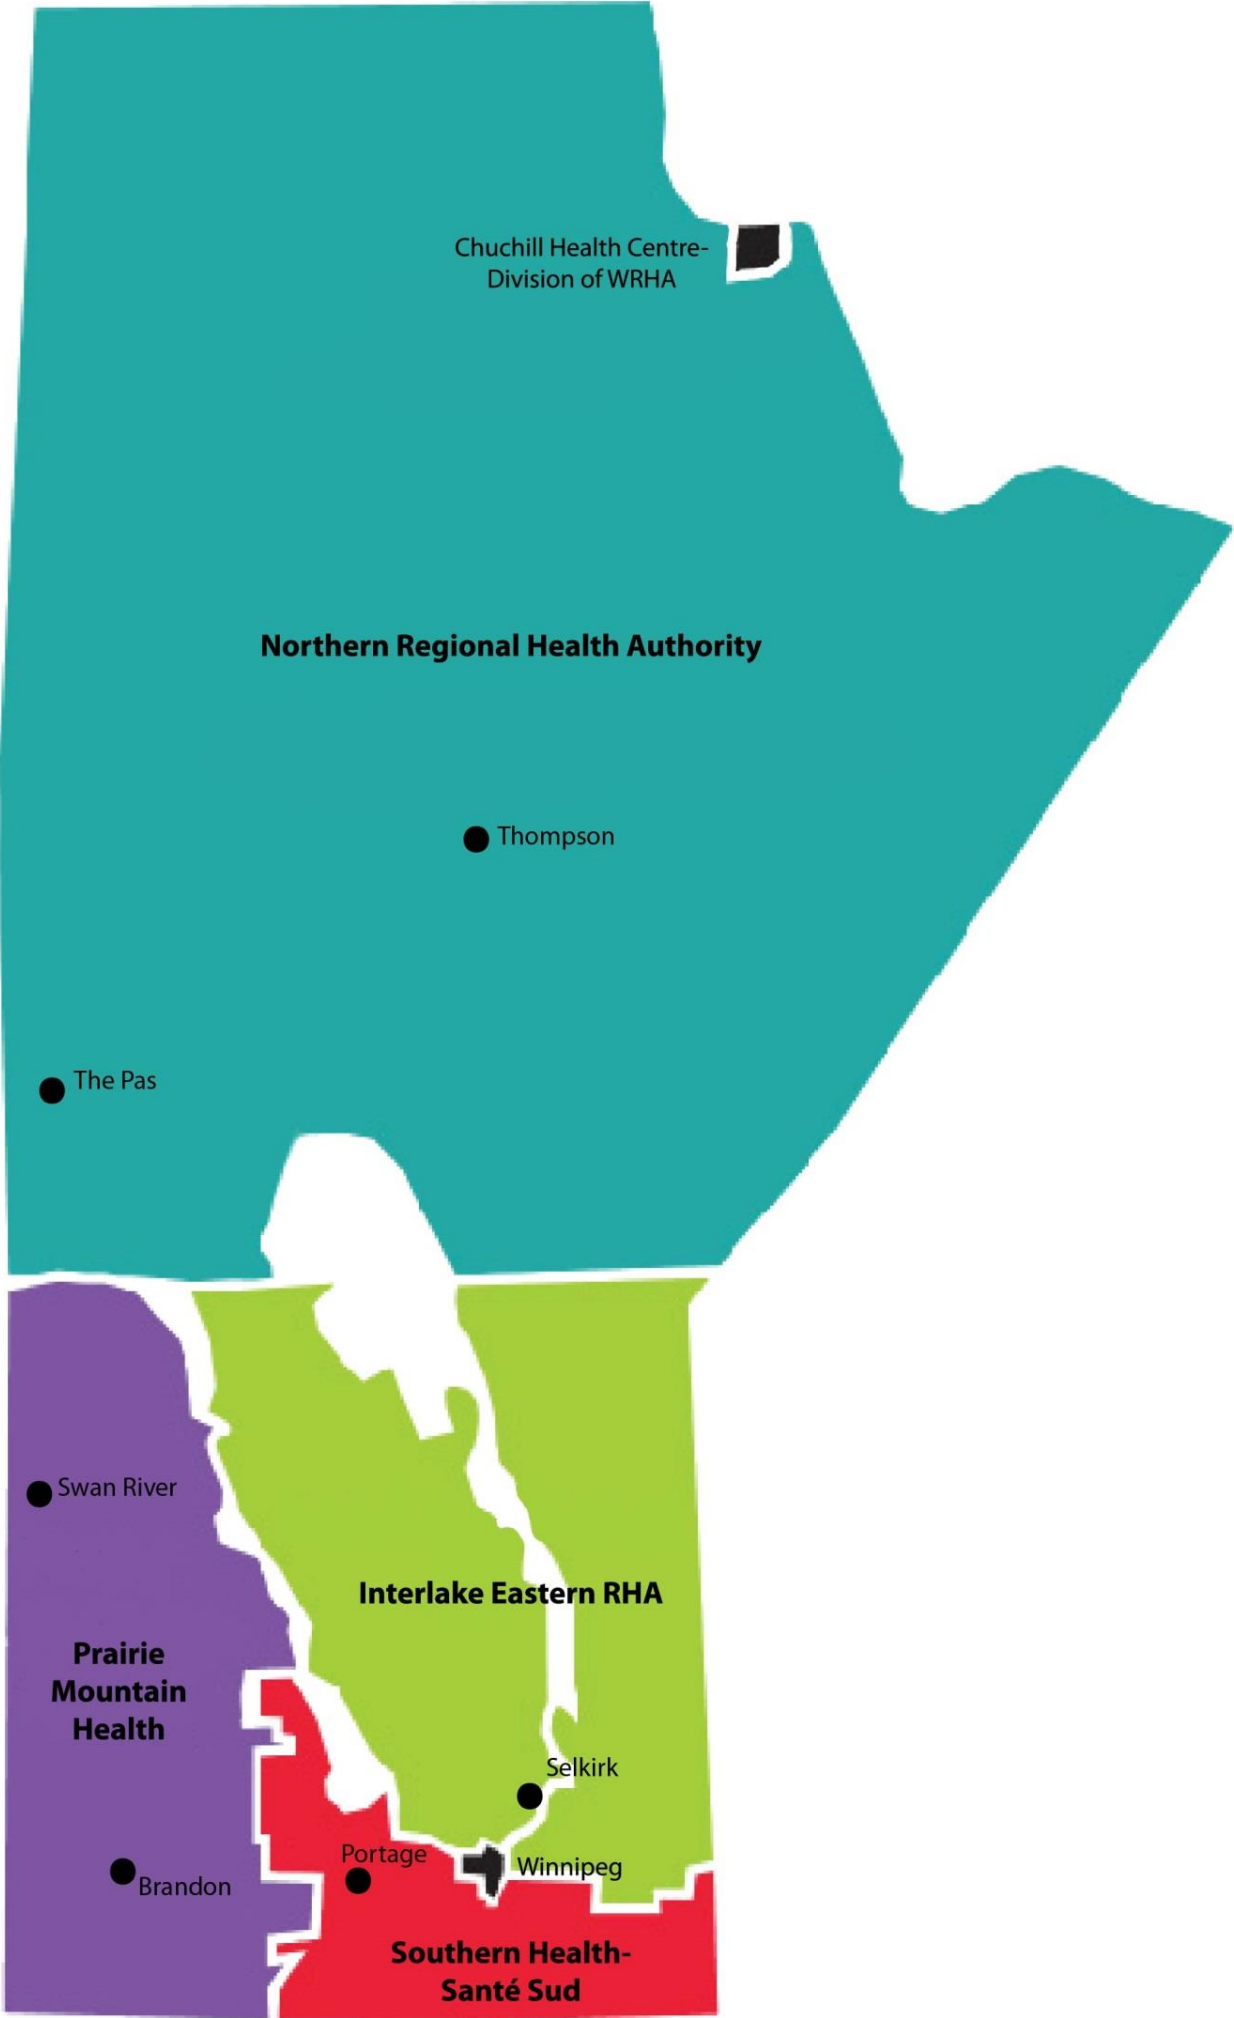 Chuchill Health Centre-
Division of WRHA
Northern Regional Health Authority
Thompson
The Pas
Swan River
Interlake Eastern RHA
Prairie
Mountain
Health
Selkirk
Portage
Winnipeg
Brandon
Southern Health-
Santé Sud